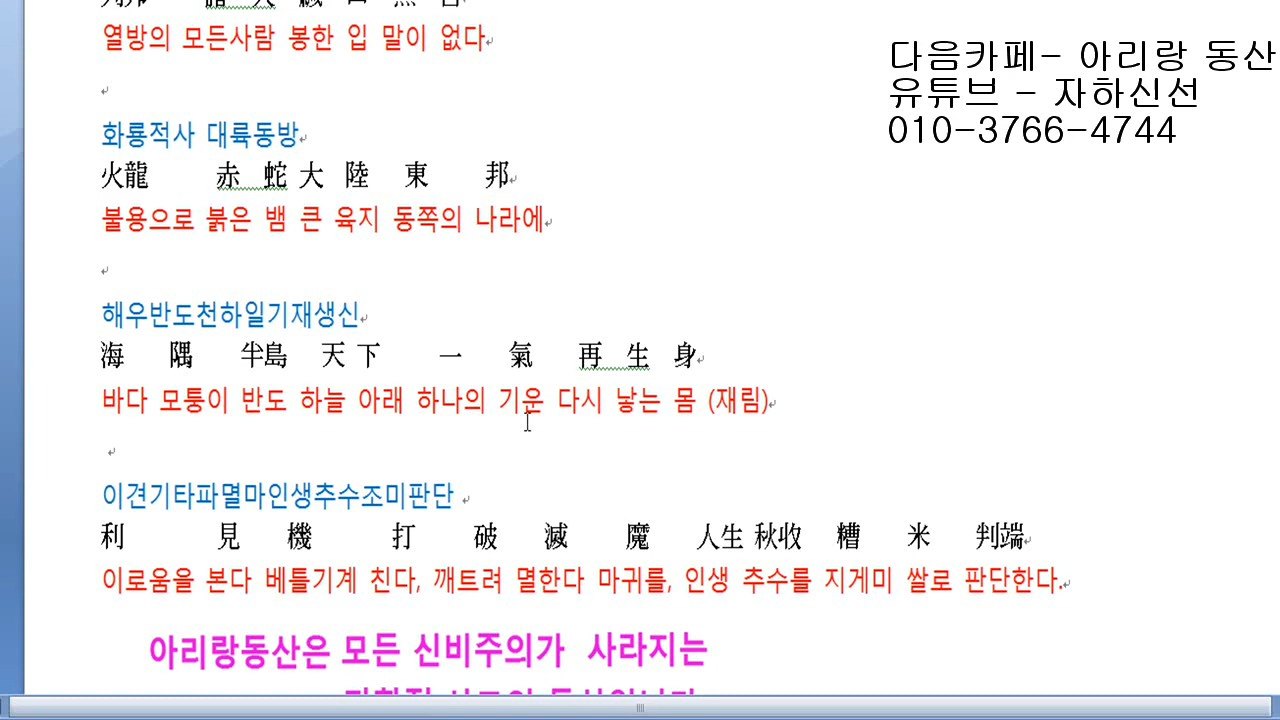 열방의 모든사람 봉한 입 말이 없다
다음카페- 아리랑 동산
유튜브 - 자하신선
010-3766-4744
화룡적사 대륙동방
火龍 赤 蛇 大 陸 東 邦
불용으로 붉은 뱀 큰 육지 동쪽의 나라에
해우반도천하일기재생신
海 隅 半島 天 下 一 氣 再 生 身
바다 모퉁이 반도 하늘 아래 하나의 기운 다시 낳는 몸 (재림)
이견기타파멸마인생추수조미판단
利 見 機 打 破 滅 魔 人生 秋收 糟 米 判端
이로움을 본다 베틀기계 친다, 깨트려 멸한다 마귀를, 인생 추수를 지게미 쌀로 판단한다.
아리랑동산은 모든 신비주의가 사라지는